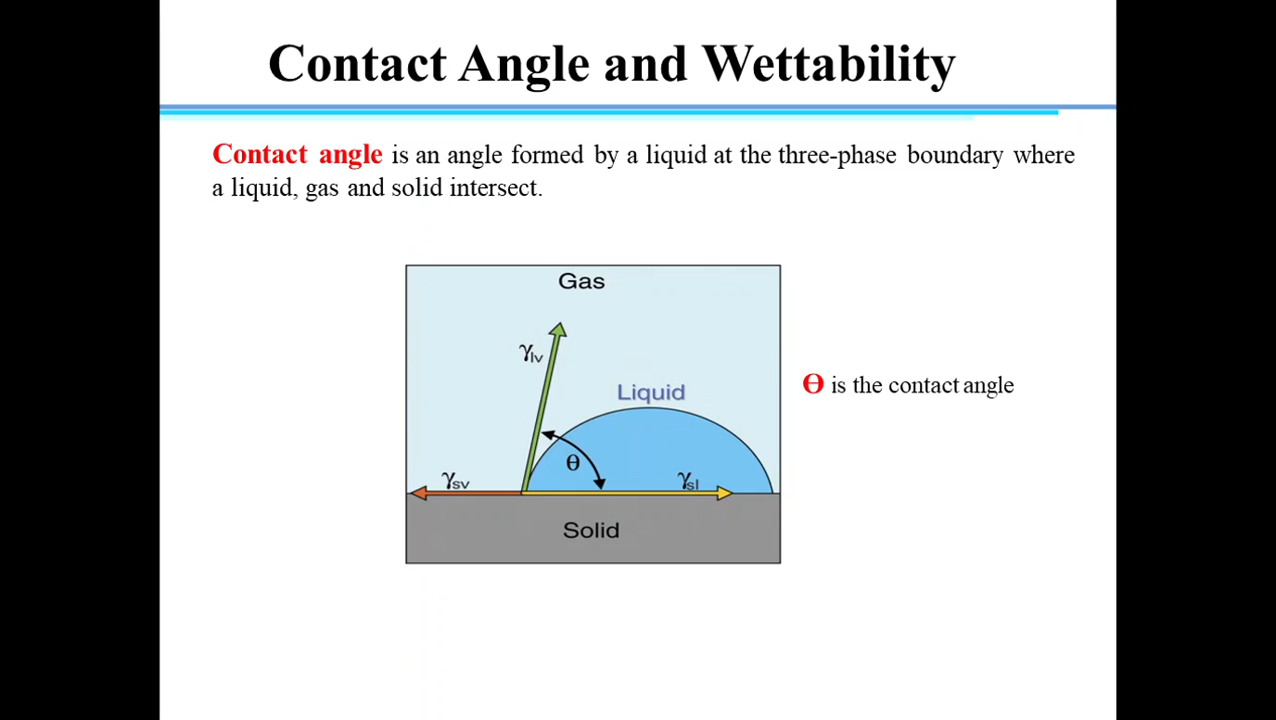 Contact Angle and Wettability
Contact angle is an angle formed by a liquid at the three-phase boundary where
a liquid, gas and solid intersect.
Gas
γlv
Liquid
ϴ is the contact angle
θ
γsv
γsl
Solid